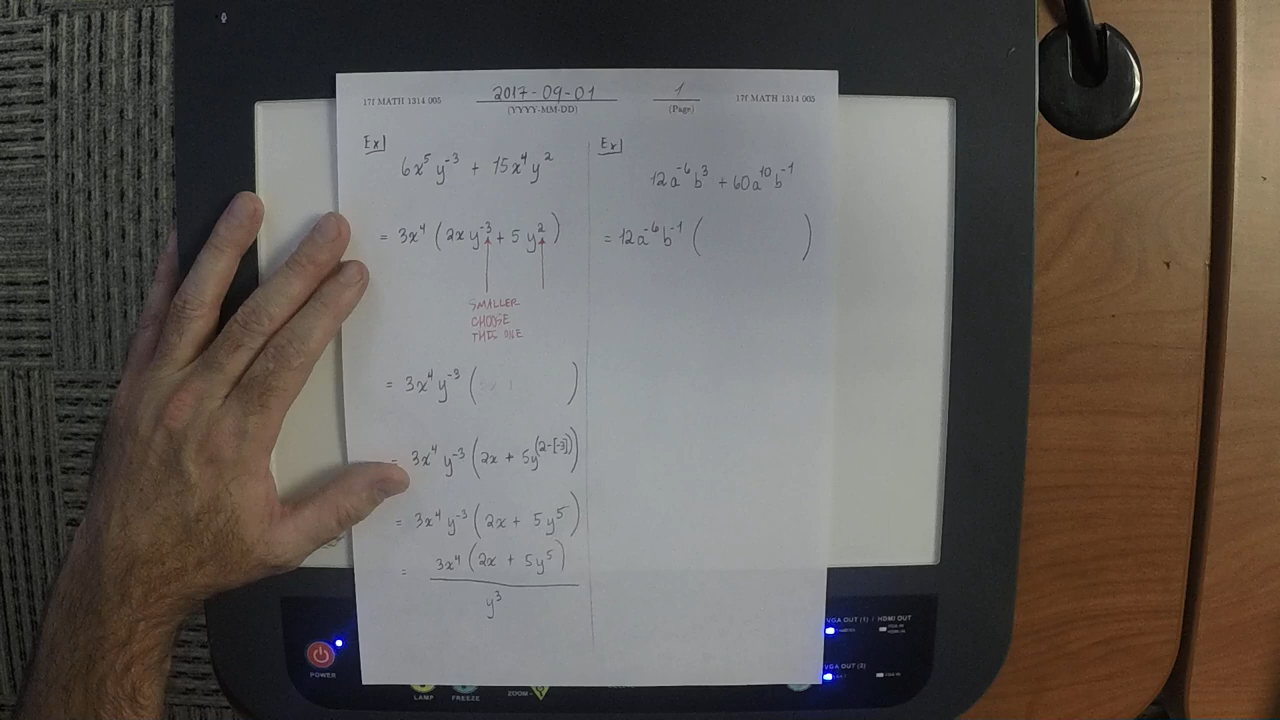 17f MATH 1314 005
2017-09-01
(YYYY-MM-DD)
1
(Page)
17f MATH 1314 005
Ex|
6x⁵y⁻³ + 15x⁴y²
= 3x⁴(2xy⁻³ + 5y²)
SMALLER
CHOOSE
THIS ONE
= 3x⁴y⁻³( )
= 3x⁴y⁻³(2x + 5y⁽²⁻[⁻³]⁾)
= 3x⁴y⁻³(2x + 5y⁵)
= 3x⁴(2x + 5y⁵)
y³
Ex|
12a⁻⁶b³ + 60a¹⁰b⁻¹
= 12a⁻⁶b⁻¹( )
POWER
LAMP
FREEZE
ZOOM-
VGA OUT (1) / HDMI OUT
VGA OUT (2)